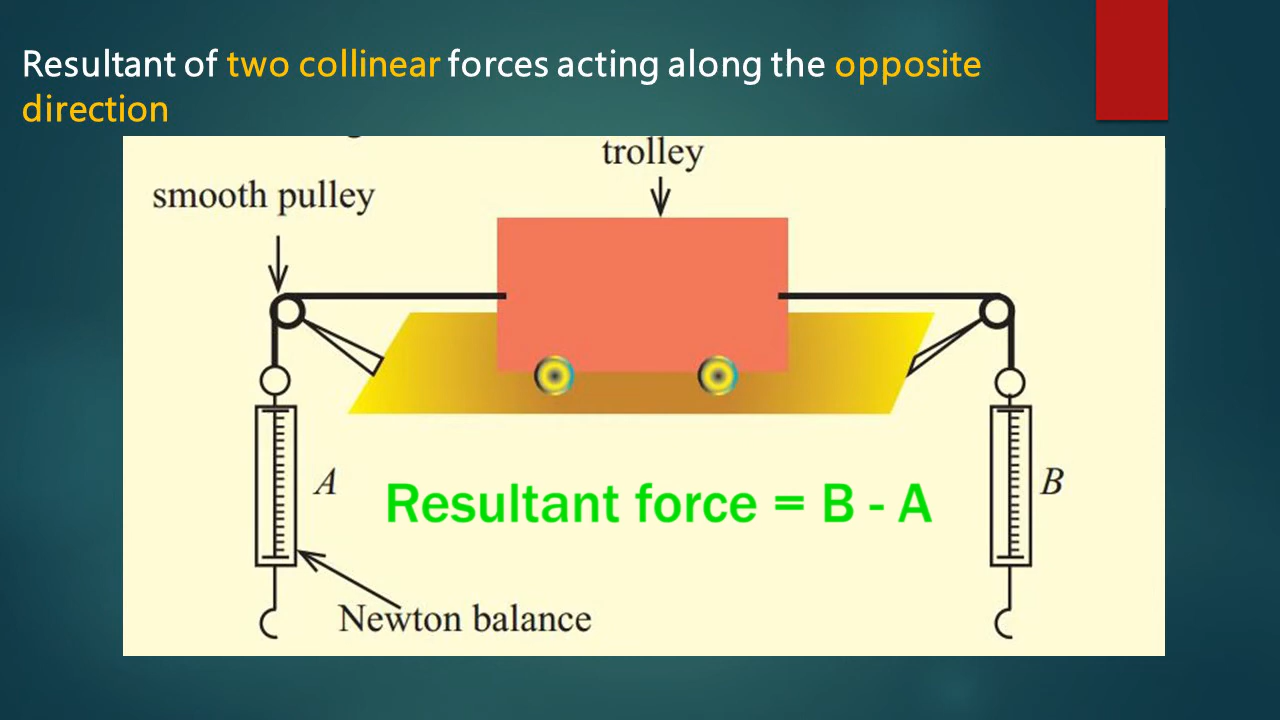 Resultant of two collinear forces acting along the opposite
direction
trolley
smooth pulley
A
B
Resultant force = B - A
Newton balance